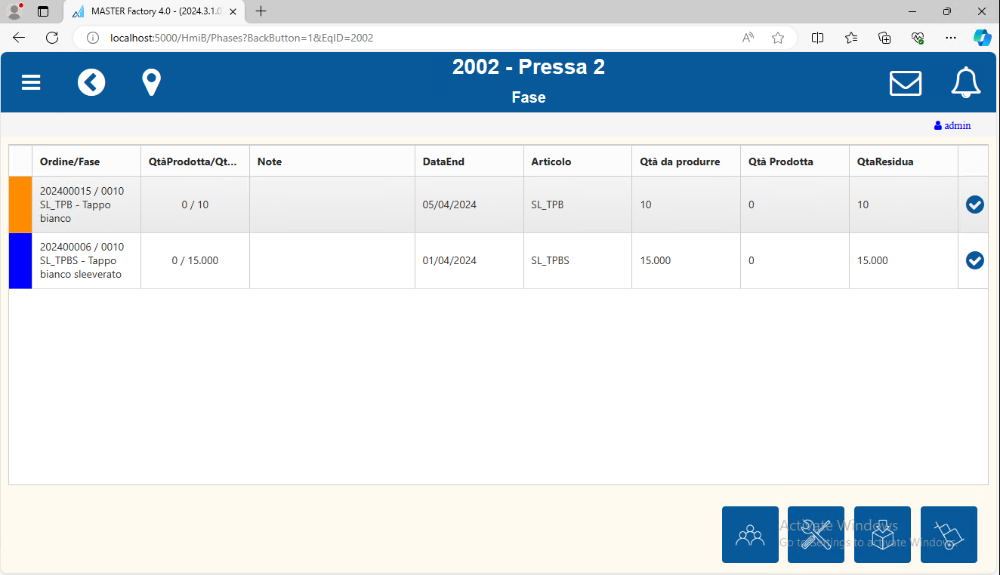 MASTER Factory 4.0 - (2024.3.1.0
localhost:5000/HmiB/Phases?BackButton=1&EqID=2002
2002 - Pressa 2
Fase
admin
Ordine/Fase QtàProdotta/Qt... Note DataEnd Articolo Qtà da produrre Qtà Prodotta QtaResidua
202400015 / 0010
SL_TPB - Tappo
bianco
0 / 10 05/04/2024 SL_TPB 10 0 10
202400006 / 0010
SL_TPBS - Tappo
bianco sleeverato
0 / 15.000 01/04/2024 SL_TPBS 15.000 0 15.000
Activate Windows
Go to Settings to activate Windows.